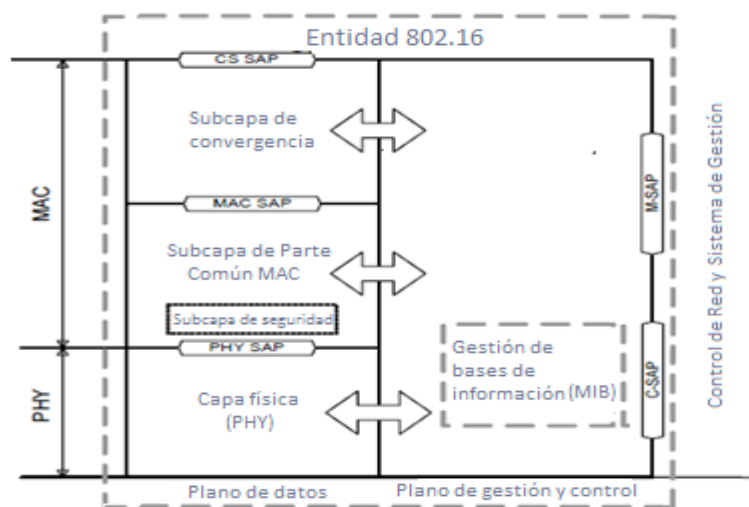 Entidad 802.16
CS SAP
Subcapa de
convergencia
MAC SAP
Subcapa de Parte
Común MAC
Subcapa de seguridad
PHY SAP
Capa física
(PHY)
MAC
PHY
Gestión de
bases de
información (MIB)
M-SAP
C-SAP
Control de Red y Sistema de Gestión
Plano de datos
Plano de gestión y control